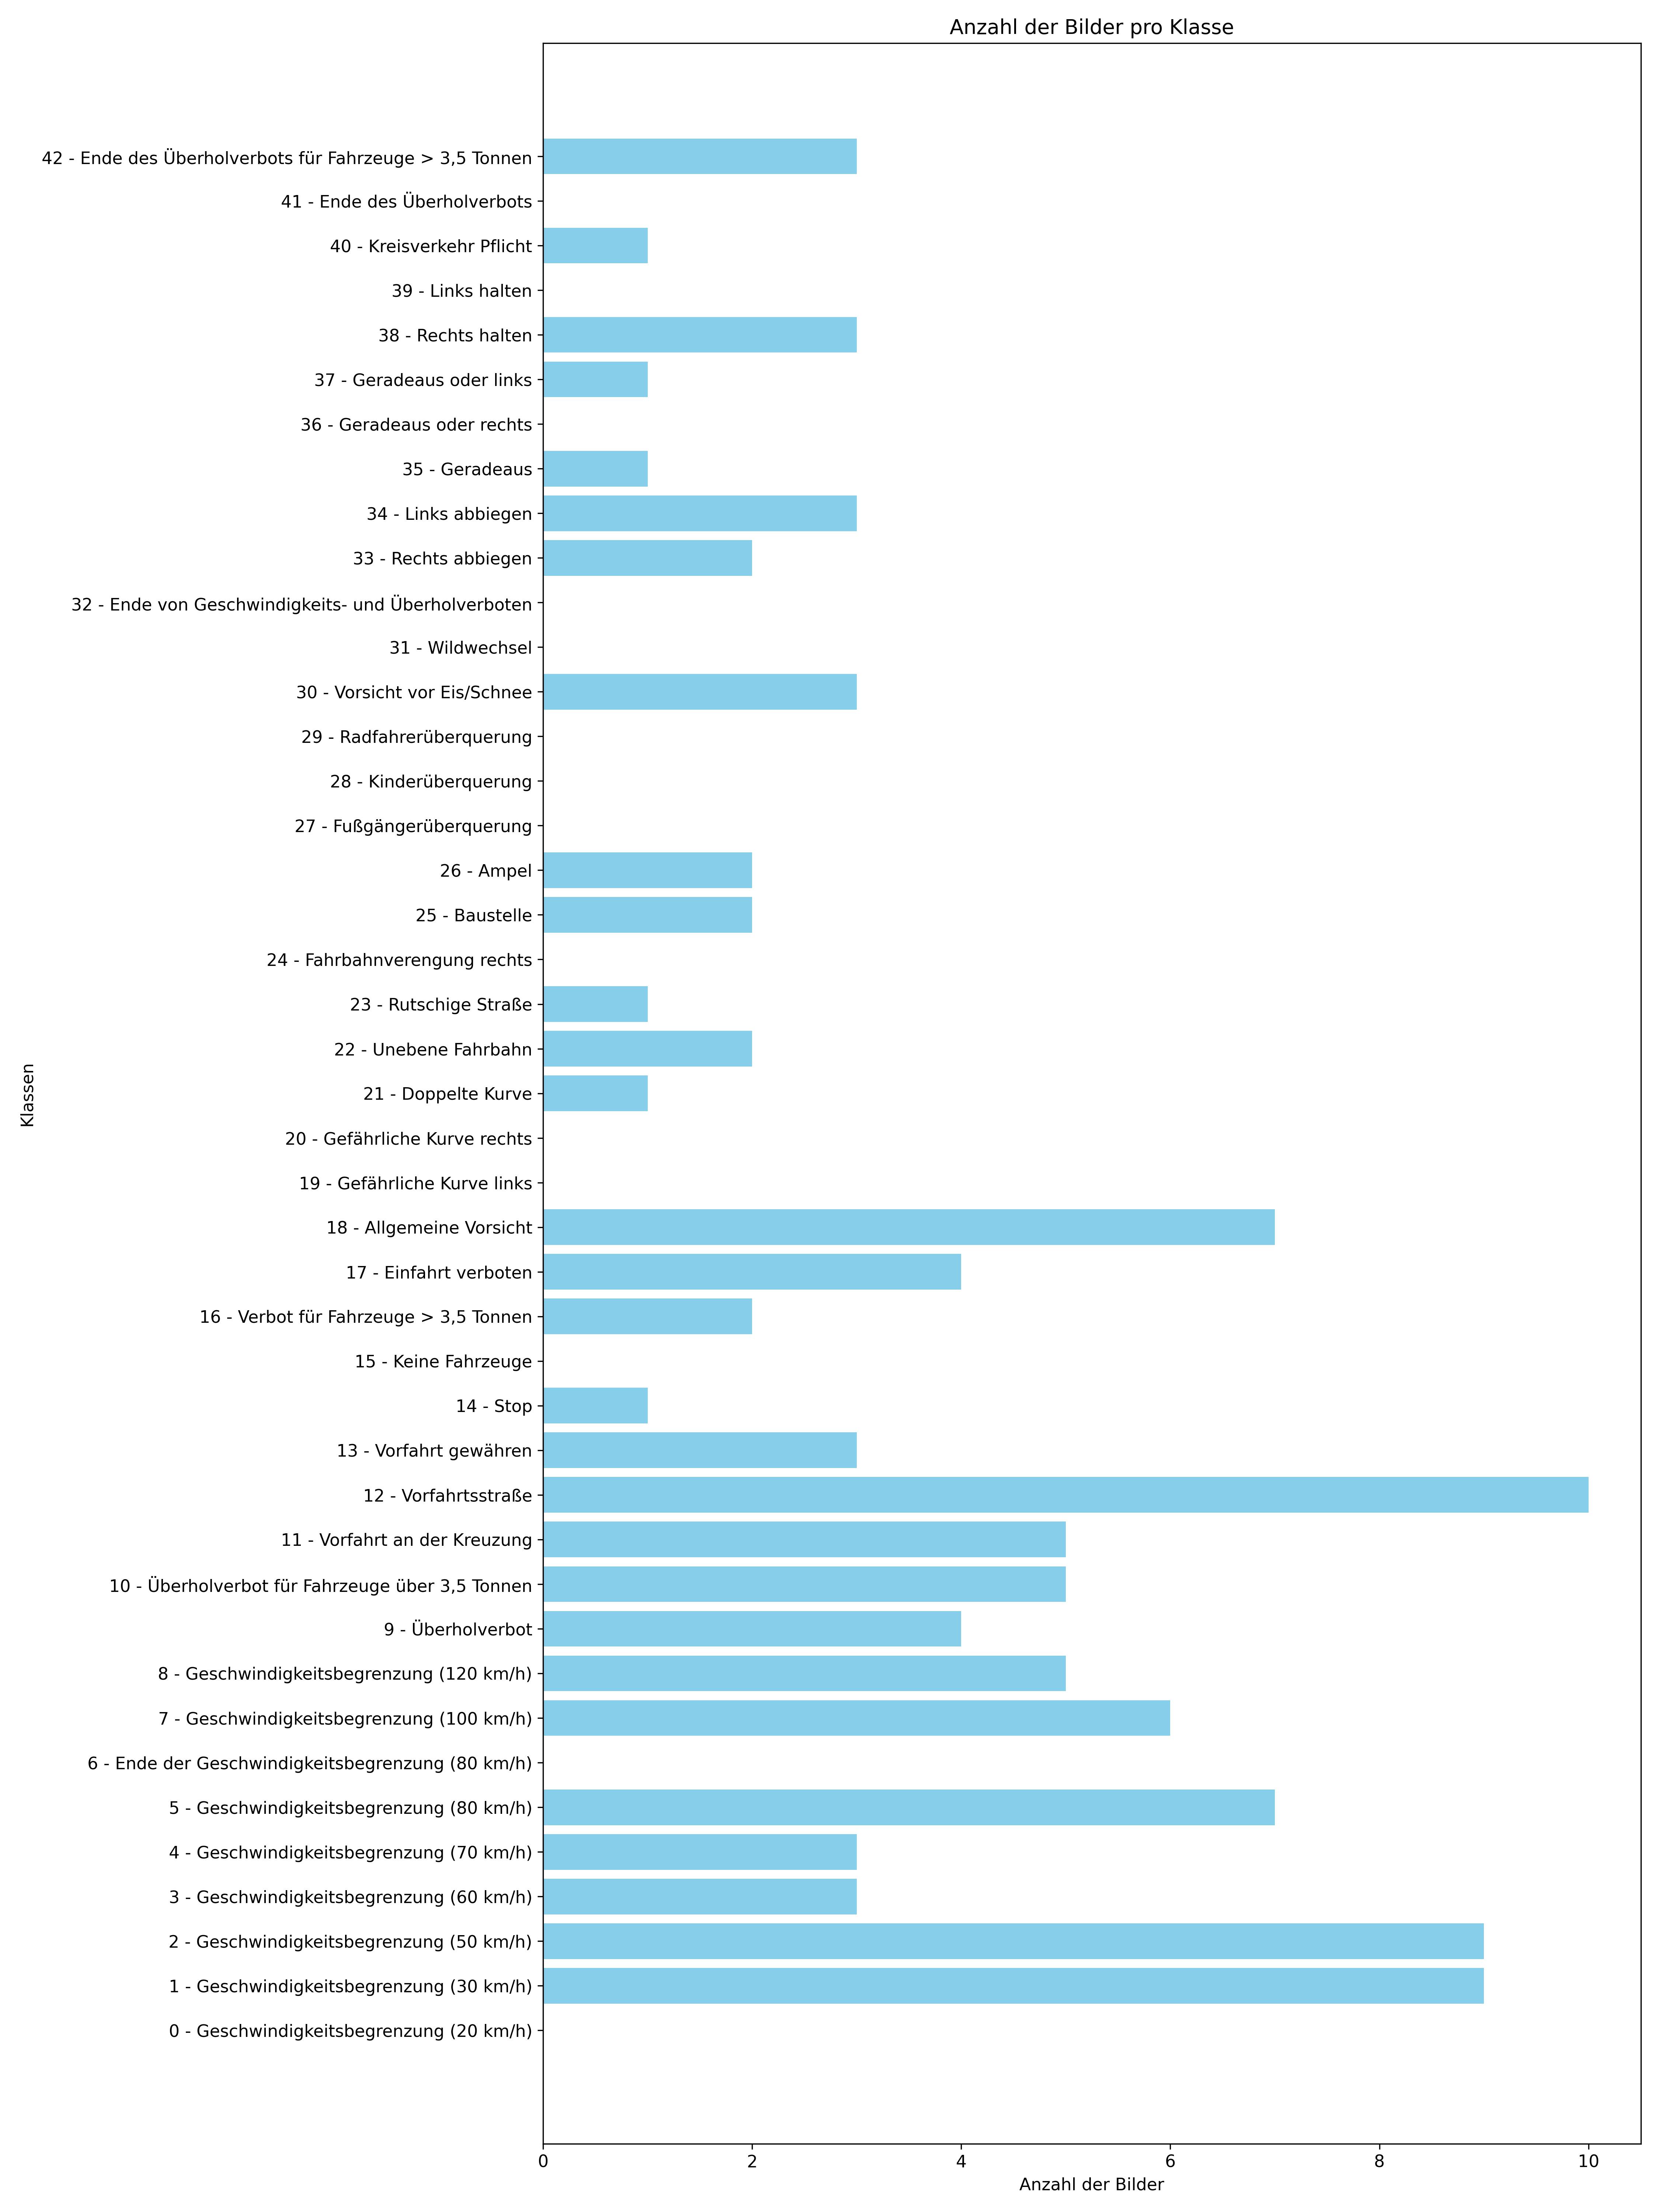 Anzahl der Bilder pro Klasse
42 - Ende des Überholverbots für Fahrzeuge > 3,5 Tonnen
41 - Ende des Überholverbots
40 - Kreisverkehr Pflicht
39 - Links halten
38 - Rechts halten
37 - Geradeaus oder links
36 - Geradeaus oder rechts
35 - Geradeaus
34 - Links abbiegen
33 - Rechts abbiegen
32 - Ende von Geschwindigkeits- und Überholverboten
31 - Wildwechsel
30 - Vorsicht vor Eis/Schnee
29 - Radfahrerüberquerung
28 - Kinderüberquerung
27 - Fußgängerüberquerung
26 - Ampel
25 - Baustelle
24 - Fahrbahnverengung rechts
23 - Rutschige Straße
22 - Unebene Fahrbahn
21 - Doppelte Kurve
20 - Gefährliche Kurve rechts
19 - Gefährliche Kurve links
18 - Allgemeine Vorsicht
17 - Einfahrt verboten
16 - Verbot für Fahrzeuge > 3,5 Tonnen
15 - Keine Fahrzeuge
14 - Stop
13 - Vorfahrt gewähren
12 - Vorfahrtsstraße
11 - Vorfahrt an der Kreuzung
10 - Überholverbot für Fahrzeuge über 3,5 Tonnen
9 - Überholverbot
8 - Geschwindigkeitsbegrenzung (120 km/h)
7 - Geschwindigkeitsbegrenzung (100 km/h)
6 - Ende der Geschwindigkeitsbegrenzung (80 km/h)
5 - Geschwindigkeitsbegrenzung (80 km/h)
4 - Geschwindigkeitsbegrenzung (70 km/h)
3 - Geschwindigkeitsbegrenzung (60 km/h)
2 - Geschwindigkeitsbegrenzung (50 km/h)
1 - Geschwindigkeitsbegrenzung (30 km/h)
0 - Geschwindigkeitsbegrenzung (20 km/h)
Klassen
0 2 4 6 8 10
Anzahl der Bilder